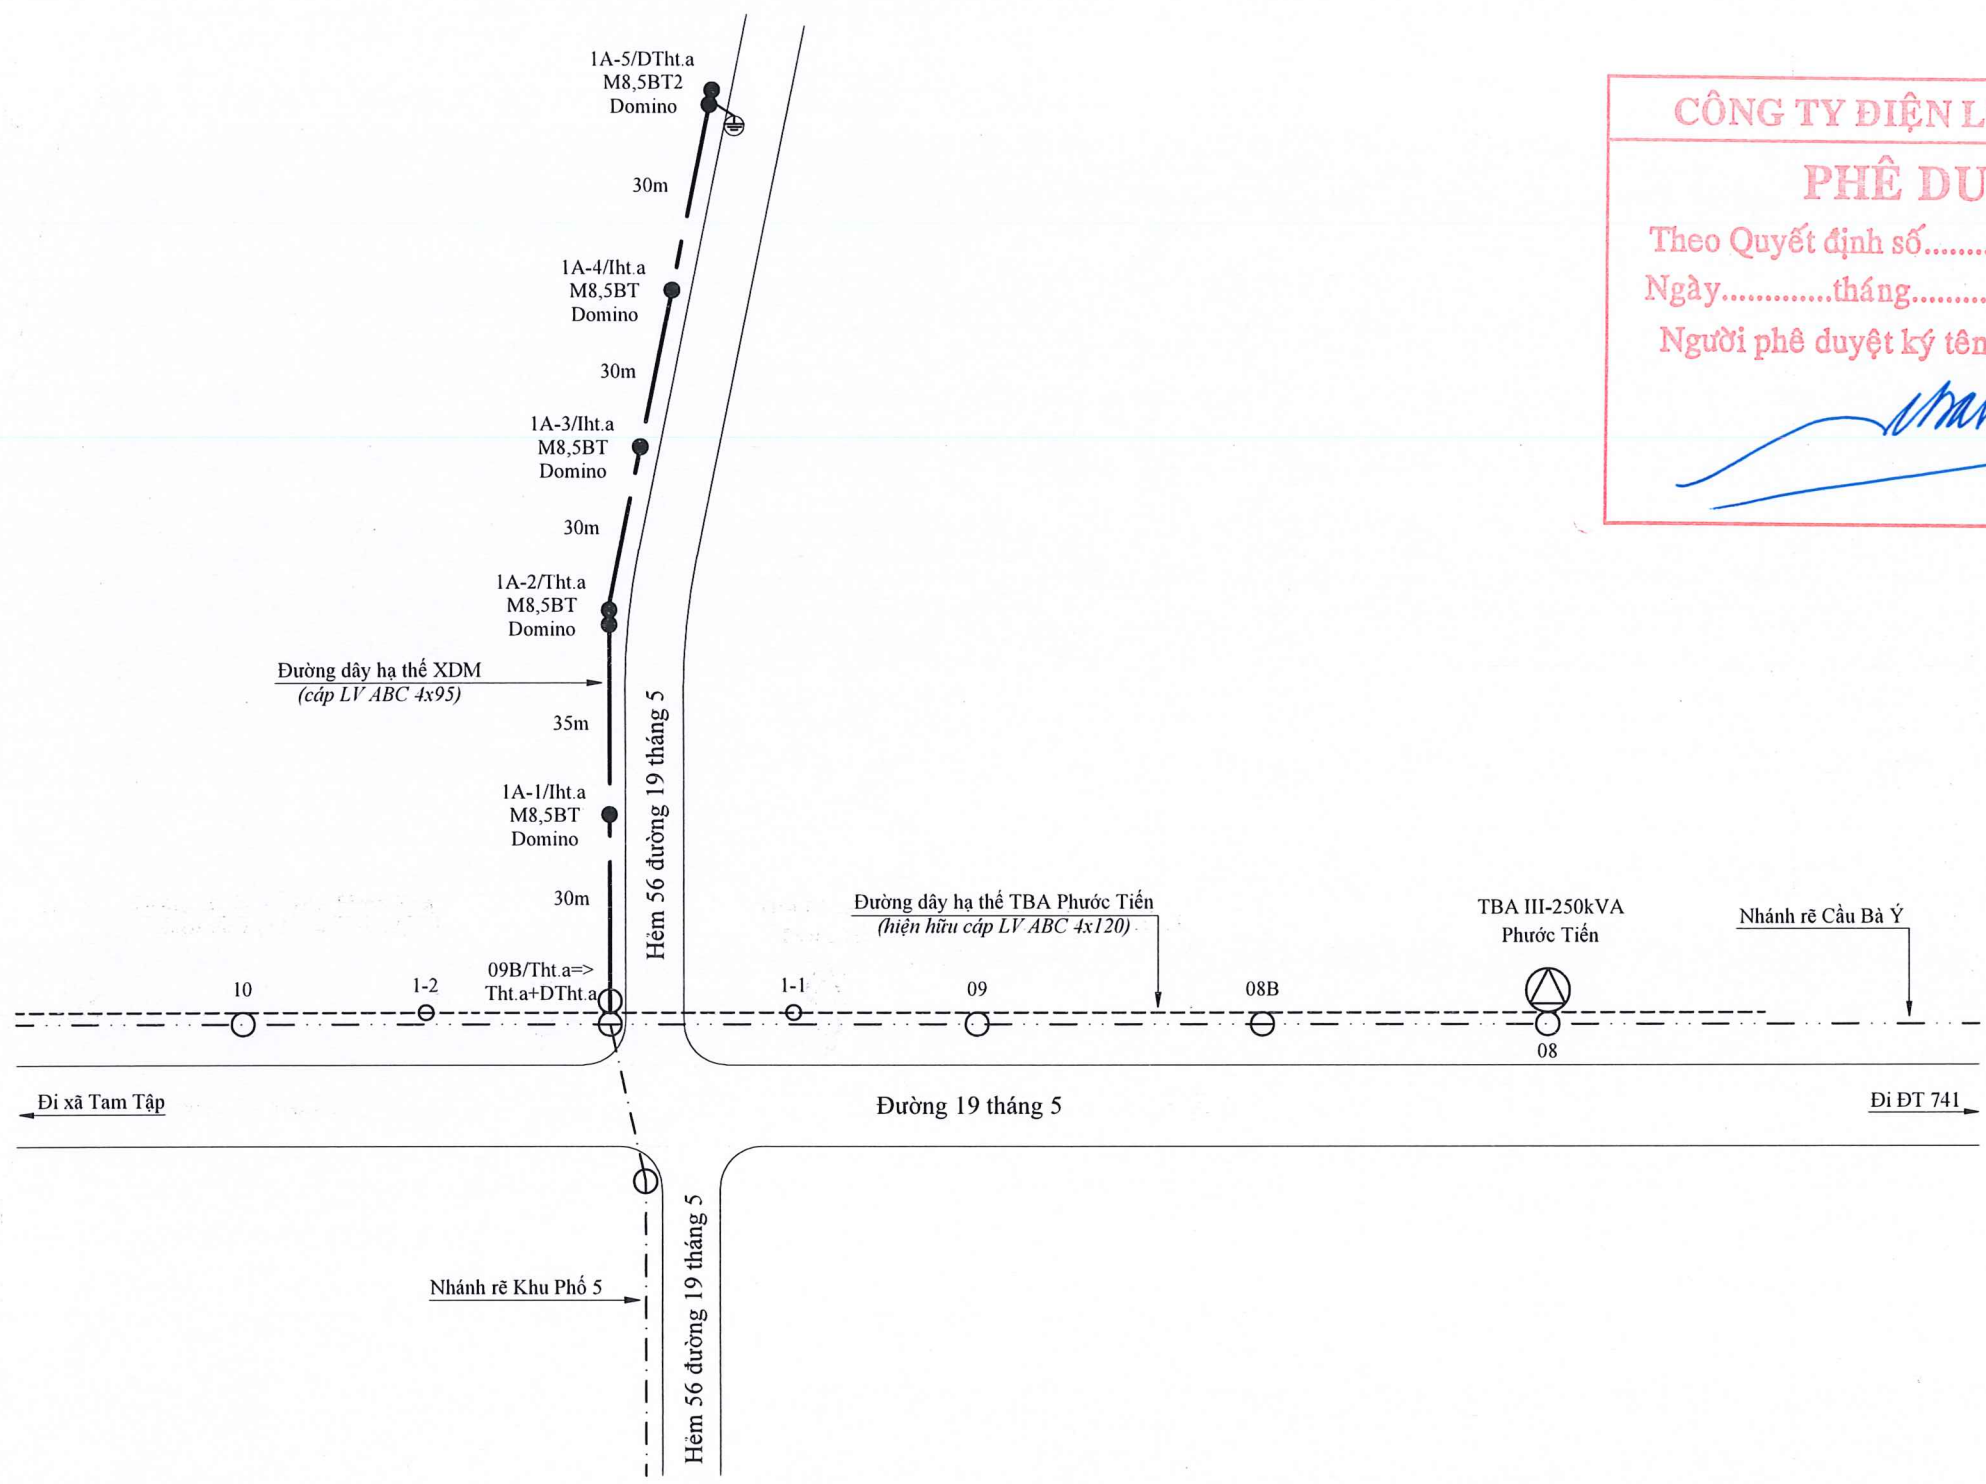 1A-5/DTht.a
M8,5BT2
Domino
30m
1A-4/Iht.a
M8,5BT
Domino
30m
1A-3/Iht.a
M8,5BT
Domino
30m
1A-2/Tht.a
M8,5BT
Domino
Đường dây hạ thế XDM
(cáp LV ABC 4x95)
35m
1A-1/Iht.a
M8,5BT
Domino
30m
Hẻm 56 đường 19 tháng 5
09B/Tht.a=>
Tht.a+DTht.a
10
1-2
1-1
09
08B
Đường dây hạ thế TBA Phước Tiến
(hiện hữu cáp LV ABC 4x120)
TBA III-250kVA
Phước Tiến
08
Nhánh rẽ Cầu Bà Ý
Đi xã Tam Tập
Đường 19 tháng 5
Đi ĐT 741
Nhánh rẽ Khu Phố 5
Hẻm 56 đường 19 tháng 5
CÔNG TY ĐIỆN L
PHÊ DU
Theo Quyết định số........
Ngày.............tháng.........
Người phê duyệt ký tên